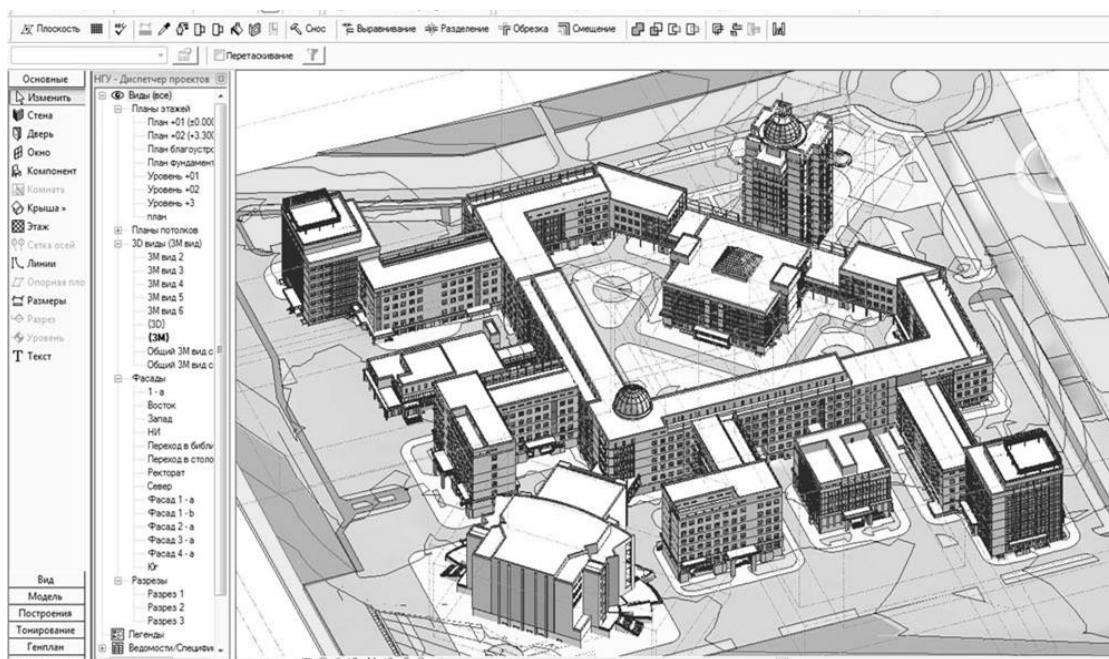 Плоскость
Снос
Выравнивание
Разделение
Обрезка
Смещение
Перетаскивание
Основные
Изменить
Стена
Дверь
Окно
Компонент
Комната
Крыша »
Этаж
Сетка осей
Линии
Опорная пло
Размеры
Разрез
Уровень
Текст
Вид
Модель
Построения
Тонирование
Генплан
НГУ - Диспетчер проектов
Виды (все)
Планы этажей
План +01 (±0.000
План +02 (+3.300
План благоустро
План фундамент
Уровень +01
Уровень +02
Уровень +3
план
Планы потолков
3D виды (3М вид)
3М вид 2
3М вид 3
3М вид 4
3М вид 5
3М вид 6
{3D}
{3М}
Общий 3М вид с
Общий 3М вид с
Фасады
1 - а
Восток
Запад
НИ
Переход в библи
Переход в столо
Ректорат
Север
Фасад 1 - а
Фасад 1 - b
Фасад 2 - а
Фасад 3 - а
Фасад 4 - а
Юг
Разрезы
Разрез 1
Разрез 2
Разрез 3
Легенды
Ведомости/Специфи